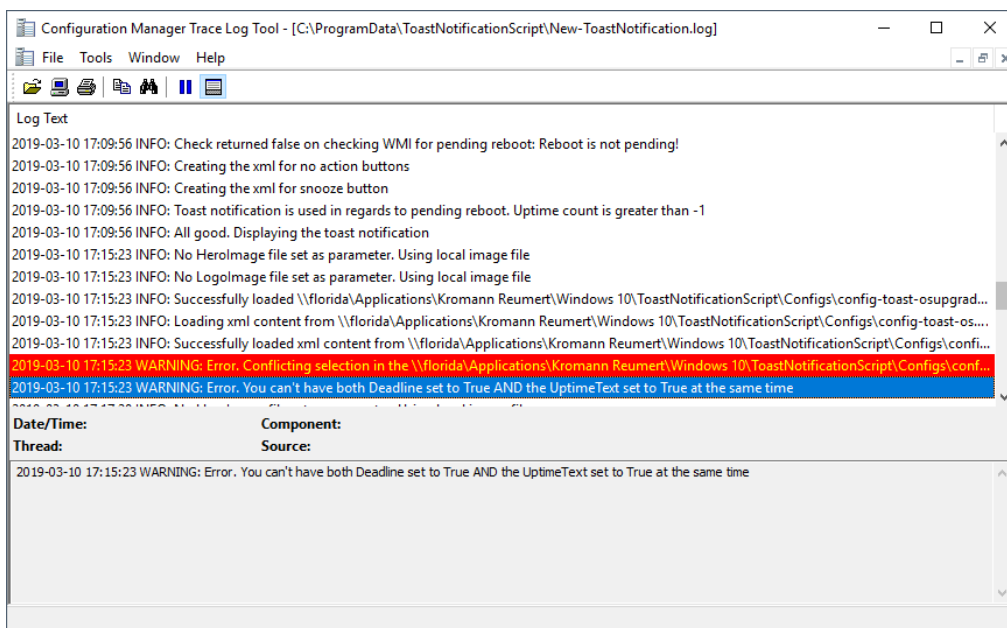 Configuration Manager Trace Log Tool - [C:\ProgramData\ToastNotificationScript\New-ToastNotification.log]
File Tools Window Help
Log Text
2019-03-10 17:09:56 INFO: Check returned false on checking WMI for pending reboot: Reboot is not pending!
2019-03-10 17:09:56 INFO: Creating the xml for no action buttons
2019-03-10 17:09:56 INFO: Creating the xml for snooze button
2019-03-10 17:09:56 INFO: Toast notification is used in regards to pending reboot. Uptime count is greater than -1
2019-03-10 17:09:56 INFO: All good. Displaying the toast notification
2019-03-10 17:15:23 INFO: No HeroImage file set as parameter. Using local image file
2019-03-10 17:15:23 INFO: No LogoImage file set as parameter. Using local image file
2019-03-10 17:15:23 INFO: Successfully loaded \\florida\Applications\Kromann Reumert\Windows 10\ToastNotificationScript\Configs\config-toast-osupgrad...
2019-03-10 17:15:23 INFO: Loading xml content from \\florida\Applications\Kromann Reumert\Windows 10\ToastNotificationScript\Configs\config-toast-os.....
2019-03-10 17:15:23 INFO: Successfully loaded xml content from \\florida\Applications\Kromann Reumert\Windows 10\ToastNotificationScript\Configs\confi...
2019-03-10 17:15:23 WARNING: Error. Conflicting selection in the \\florida\Applications\Kromann Reumert\Windows 10\ToastNotificationScript\Configs\conf...
2019-03-10 17:15:23 WARNING: Error. You can't have both Deadline set to True AND the UptimeText set to True at the same time
Date/Time: Component:
Thread: Source:
2019-03-10 17:15:23 WARNING: Error. You can't have both Deadline set to True AND the UptimeText set to True at the same time